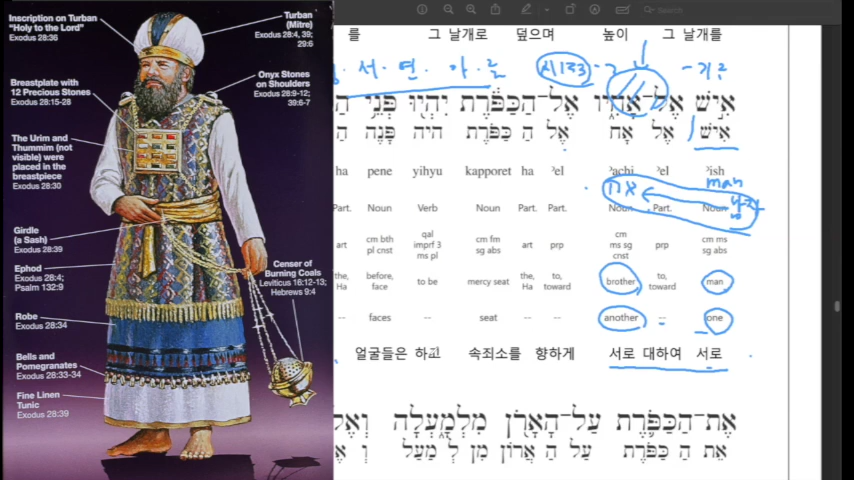 Inscription on Turban
"Holy to the Lord"
Exodus 28:36
Turban
(Mitre)
Exodus 28:4, 39;
29:6
Breastplate with
12 Precious Stones
Exodus 28:15-28
Onyx Stones
on Shoulders
Exodus 28:9-12;
39:6-7
The Urim and
Thummim (not
visible) were
placed in the
breastpiece
Exodus 28:30
Girdle
(a Sash)
Exodus 28:39
Ephod
Exodus 28:4;
Psalm 132:9
Censer of
Burning Coals
Leviticus 16:12-13;
Hebrews 9:4
Robe
Exodus 28:34
Bells and
Pomegranates
Exodus 28:33-34
Fine Linen
Tunic
Exodus 28:39
Search
를 그 날개로 덮으며 높이 그 날개를
서·면·아·
אִ֣ישׁ אֶל־אָחִ֑יו אֶל־הַכַּפֹּ֔רֶת יִהְי֖וּ פְּנֵ֥י
אִישׁ אֶל אָח אֶל הַ כַּפֹּרֶת היה פָּנֶה הַ
ha pene yihyu kapporet ha ʾel ʾachi ʾel ʾish
man
אח
Part. Noun Verb Noun Part. Part. Noun Part. Noun
art cm bth pl cnst qal imprf 3 ms pl cm fm sg abs art prp cm ms sg cnst prp cm ms sg abs
the, Ha before, face to be mercy seat the, Ha to, toward brother to, toward man
-- faces seat -- -- another -- one
얼굴들은 하고 속죄소를 향하게 서로 대하여 서로
אֶת־הַכַּפֹּ֛רֶת עַל־הָאָרֹ֖ן מִלְמָ֑עְלָה וְאֶל
אֵת הַ כַּפֹּרֶת עַל הַ אֲרוֹן מִן לְ מַעַל וְ א